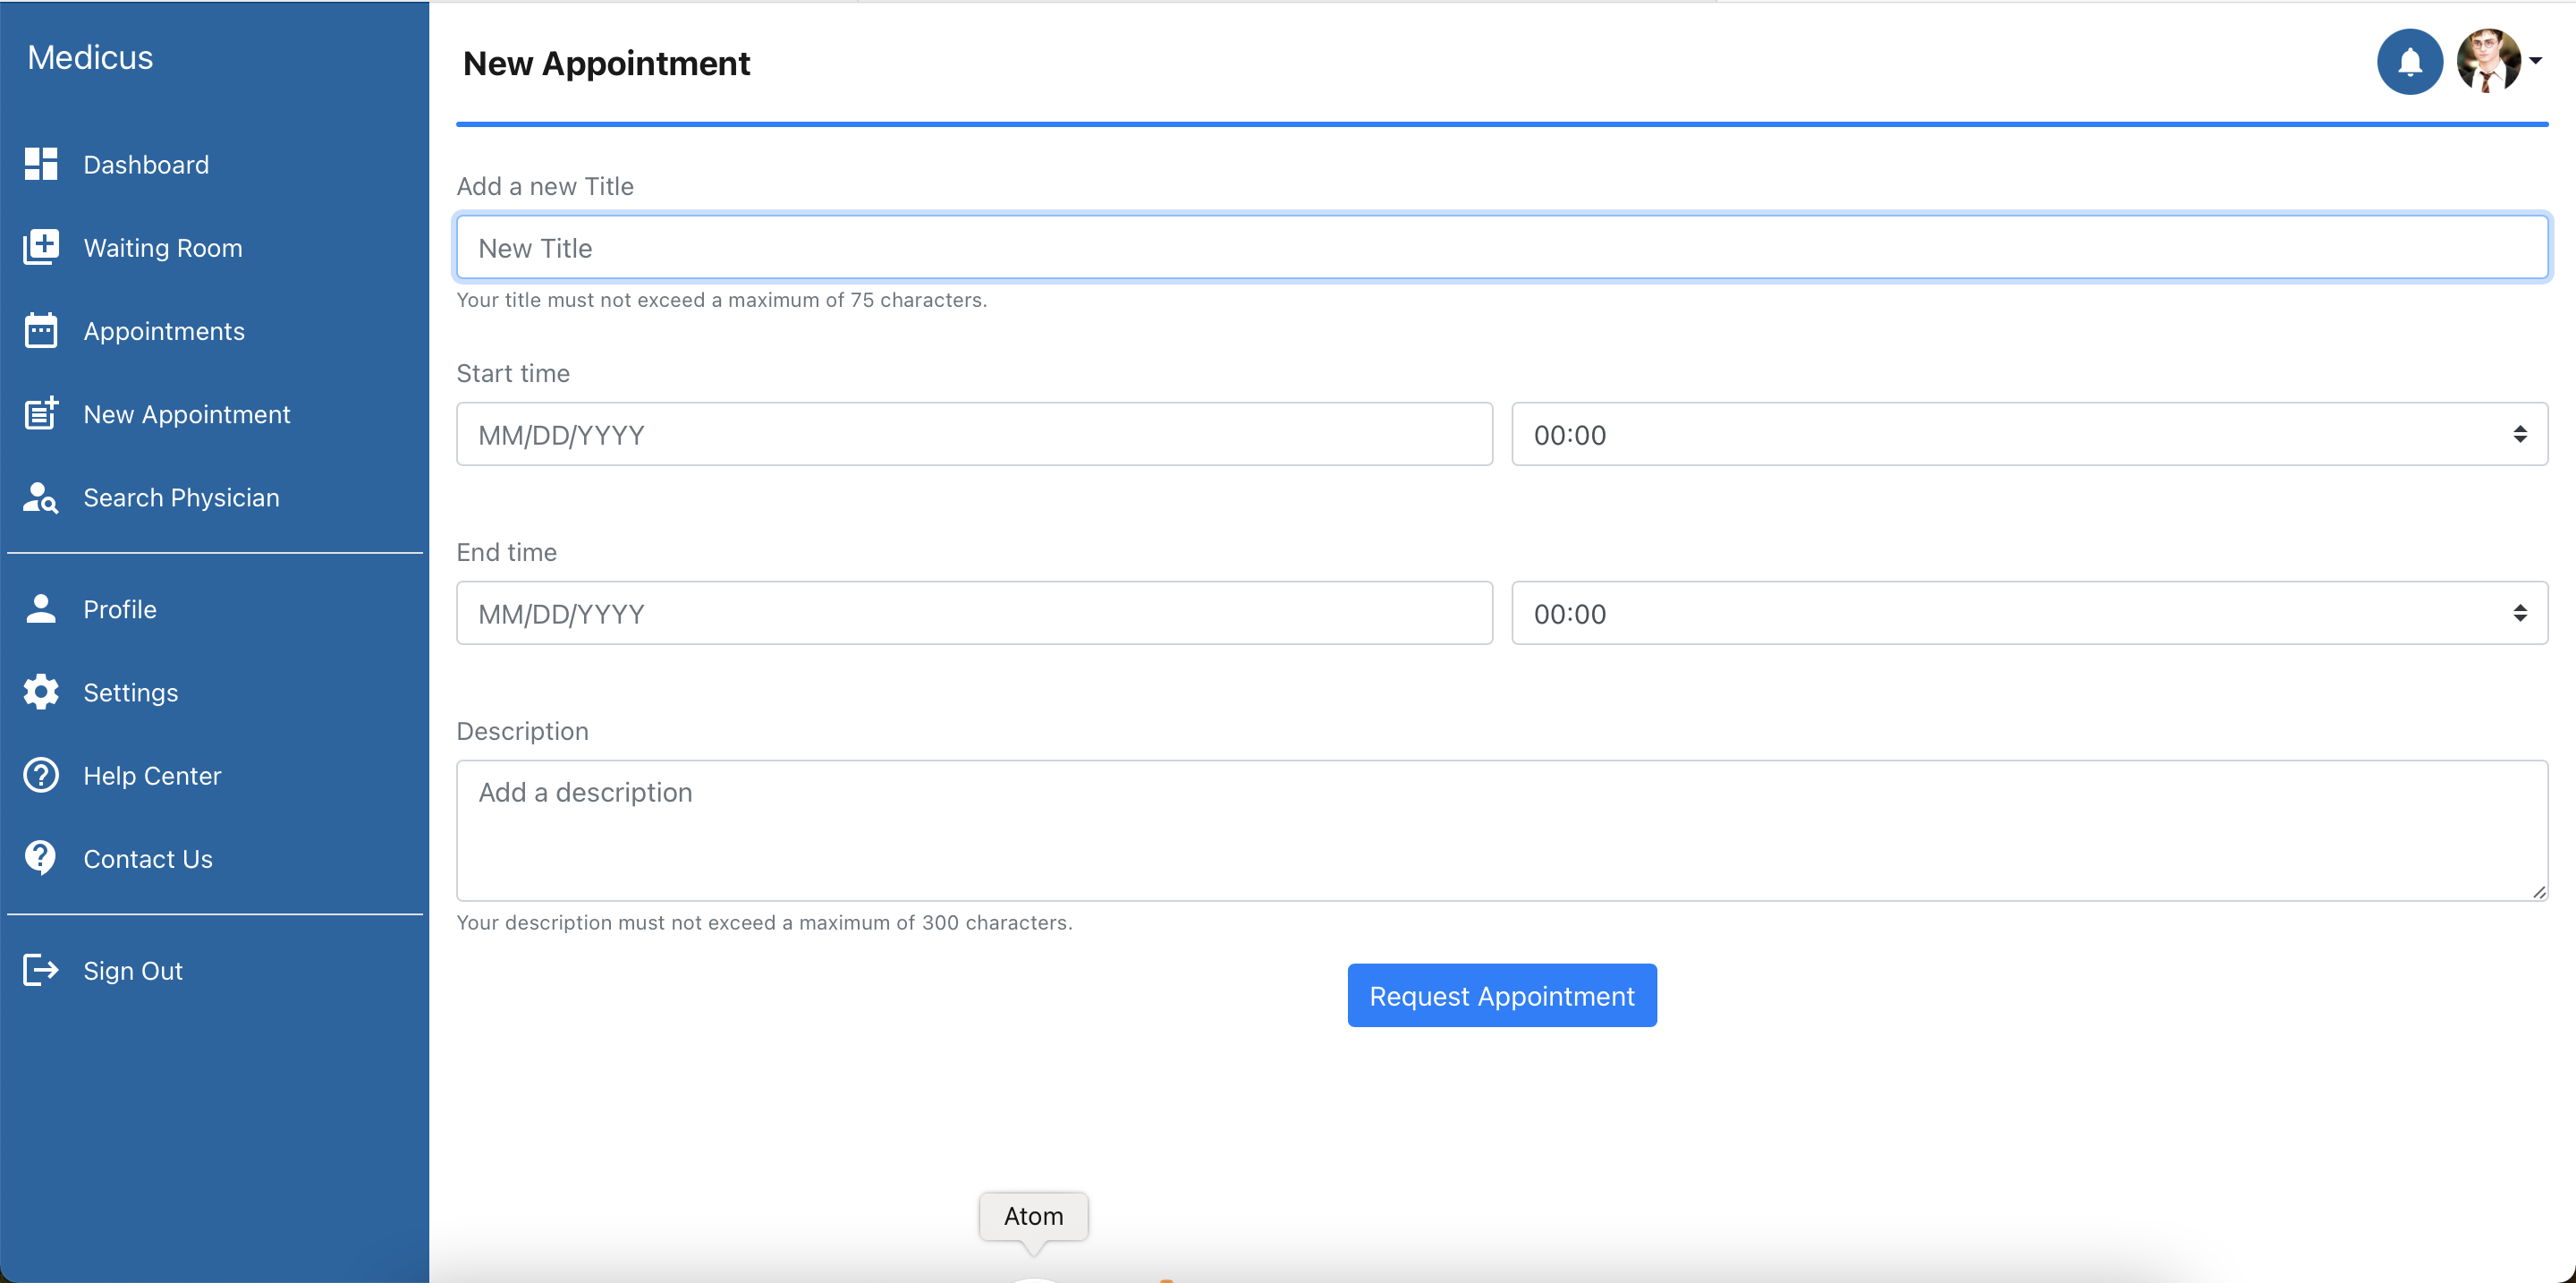 Medicus
Dashboard
Waiting Room
Appointments
New Appointment
Search Physician
Profile
Settings
Help Center
Contact Us
Sign Out
New Appointment
Add a new Title
New Title
Your title must not exceed a maximum of 75 characters.
Start time
MM/DD/YYYY 00:00
End time
MM/DD/YYYY 00:00
Description
Add a description
Your description must not exceed a maximum of 300 characters.
Request Appointment
Atom